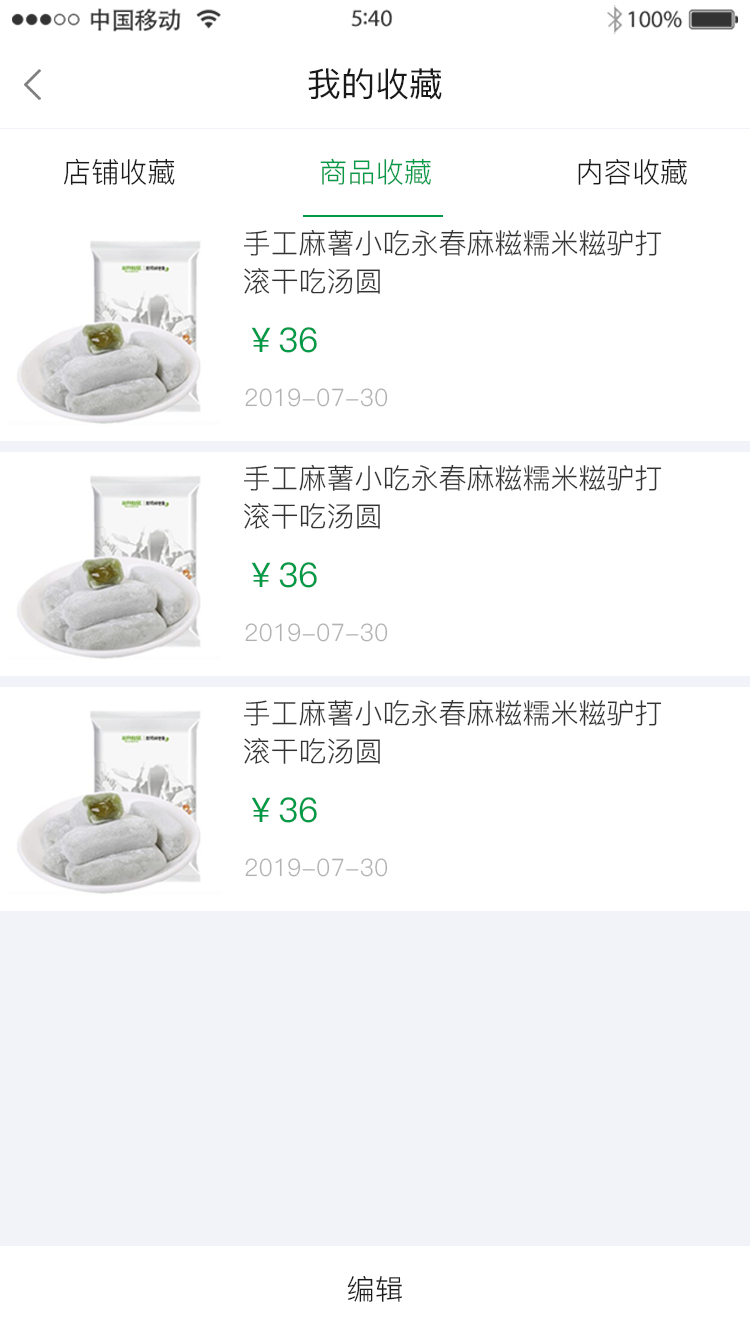 中国移动 5:40 100%
我的收藏
店铺收藏 商品收藏 内容收藏
手工麻薯小吃永春麻糍糯米糍驴打
滚干吃汤圆
￥36
2019-07-30
手工麻薯小吃永春麻糍糯米糍驴打
滚干吃汤圆
￥36
2019-07-30
手工麻薯小吃永春麻糍糯米糍驴打
滚干吃汤圆
￥36
2019-07-30
编辑